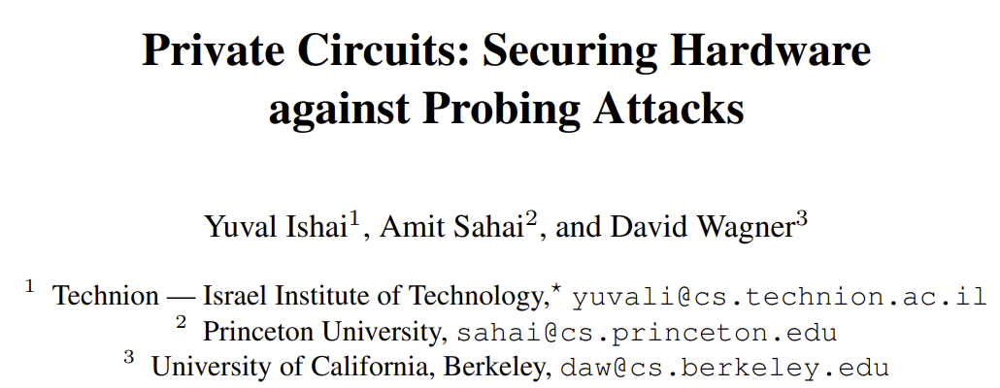 Private Circuits: Securing Hardware
against Probing Attacks
Yuval Ishai¹, Amit Sahai², and David Wagner³
¹ Technion — Israel Institute of Technology,* yuvali@cs.technion.ac.il
² Princeton University, sahai@cs.princeton.edu
³ University of California, Berkeley, daw@cs.berkeley.edu